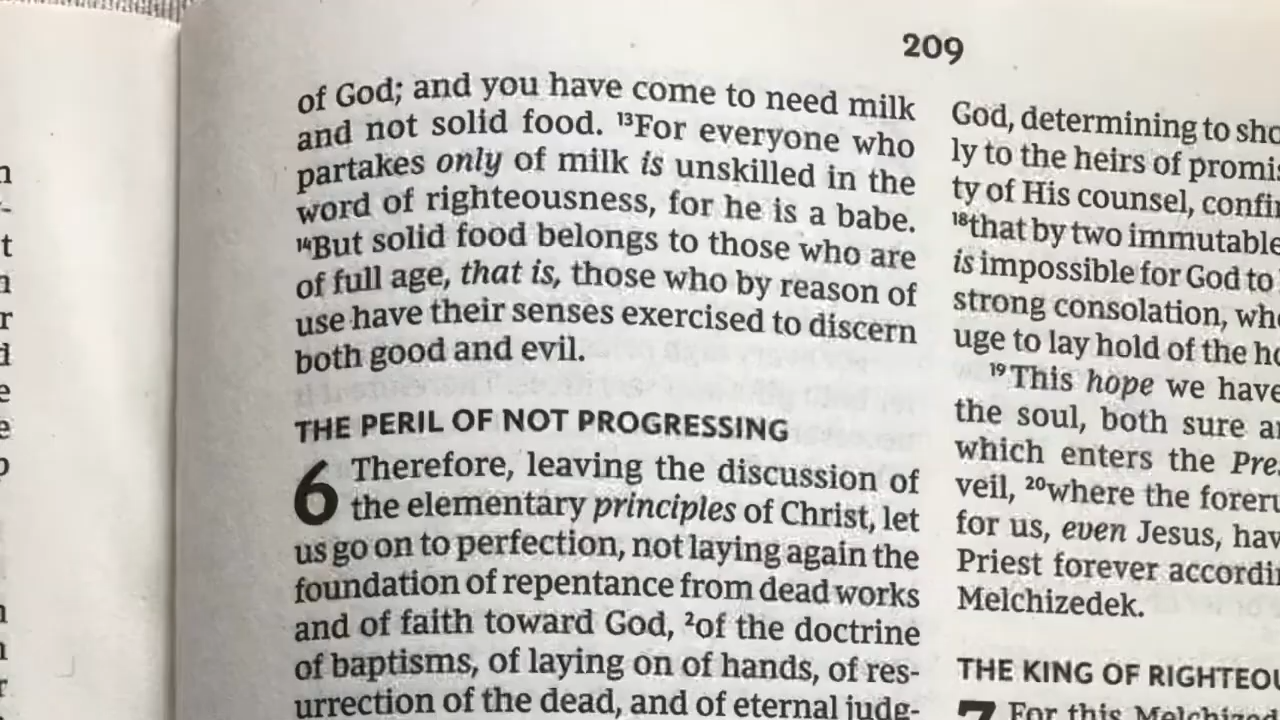 209
of God; and you have come to need milk
and not solid food. ¹³For everyone who
partakes only of milk is unskilled in the
word of righteousness, for he is a babe.
¹⁴But solid food belongs to those who are
of full age, that is, those who by reason of
use have their senses exercised to discern
both good and evil.
THE PERIL OF NOT PROGRESSING
6 Therefore, leaving the discussion of
the elementary principles of Christ, let
us go on to perfection, not laying again the
foundation of repentance from dead works
and of faith toward God, ²of the doctrine
of baptisms, of laying on of hands, of res-
urrection of the dead, and of eternal judg-
God, determining to
ly to the heirs of
ty of His counsel,
¹⁸that by two immutable
is impossible for God to
strong consolation,
uge to lay hold of the
¹⁹This hope we have
the soul, both sure
which enters the
veil, ²⁰where the
for us, even Jesus,
Priest forever
Melchizedek.
THE KING OF
7 For this